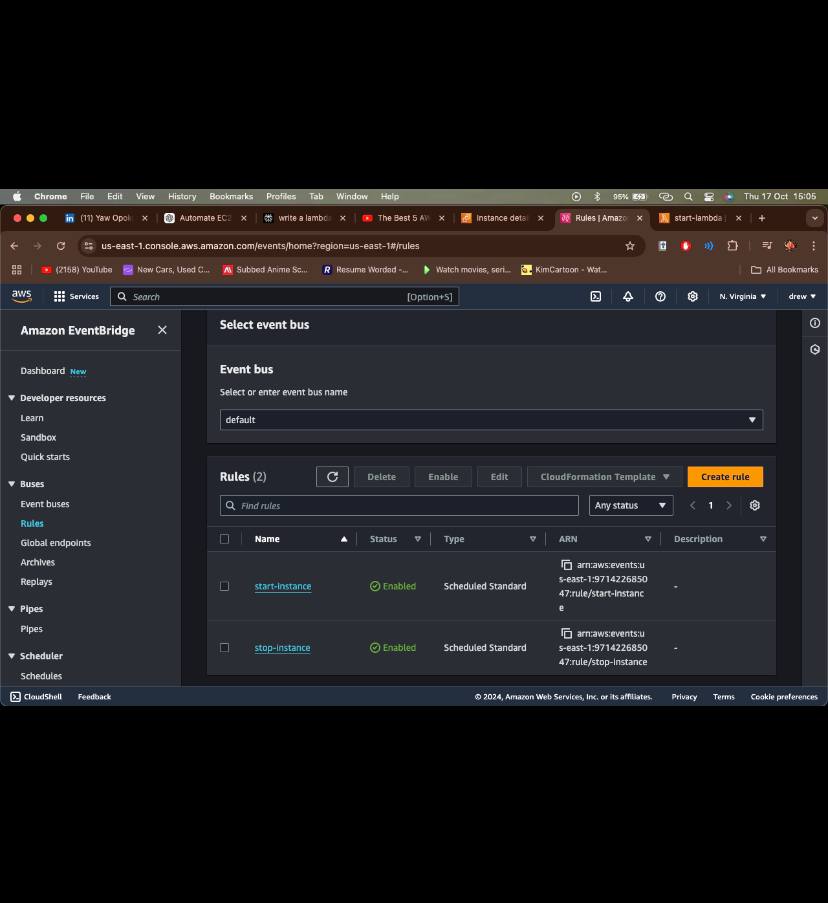 Chrome File Edit View History Bookmarks Profiles Tab Window Help 95% Thu 17 Oct 15:05
(11) Yaw Opok Automate EC2 write a lambd The Best 5 AW Instance detai Rules | Amazo start-lambda |
us-east-1.console.aws.amazon.com/events/home?region=us-east-1#/rules
(2158) YouTube New Cars, Used C... Subbed Anime Sc... Resume Worded -... Watch movies, seri... KimCartoon - Wat... All Bookmarks
aws Services Search [Option+S] N. Virginia drew
Amazon EventBridge
Dashboard New
Developer resources
Learn
Sandbox
Quick starts
Buses
Event buses
Rules
Global endpoints
Archives
Replays
Pipes
Pipes
Scheduler
Schedules
Select event bus
Event bus
Select or enter event bus name
default
Rules (2) Delete Enable Edit CloudFormation Template Create rule
Find rules Any status 1
Name Status Type ARN Description
start-instance Enabled Scheduled Standard arn:aws:events:u
s-east-1:9714226850
47:rule/start-instanc
e
-
stop-instance Enabled Scheduled Standard arn:aws:events:u
s-east-1:9714226850
47:rule/stop-instance
-
CloudShell Feedback © 2024, Amazon Web Services, Inc. or its affiliates. Privacy Terms Cookie preferences